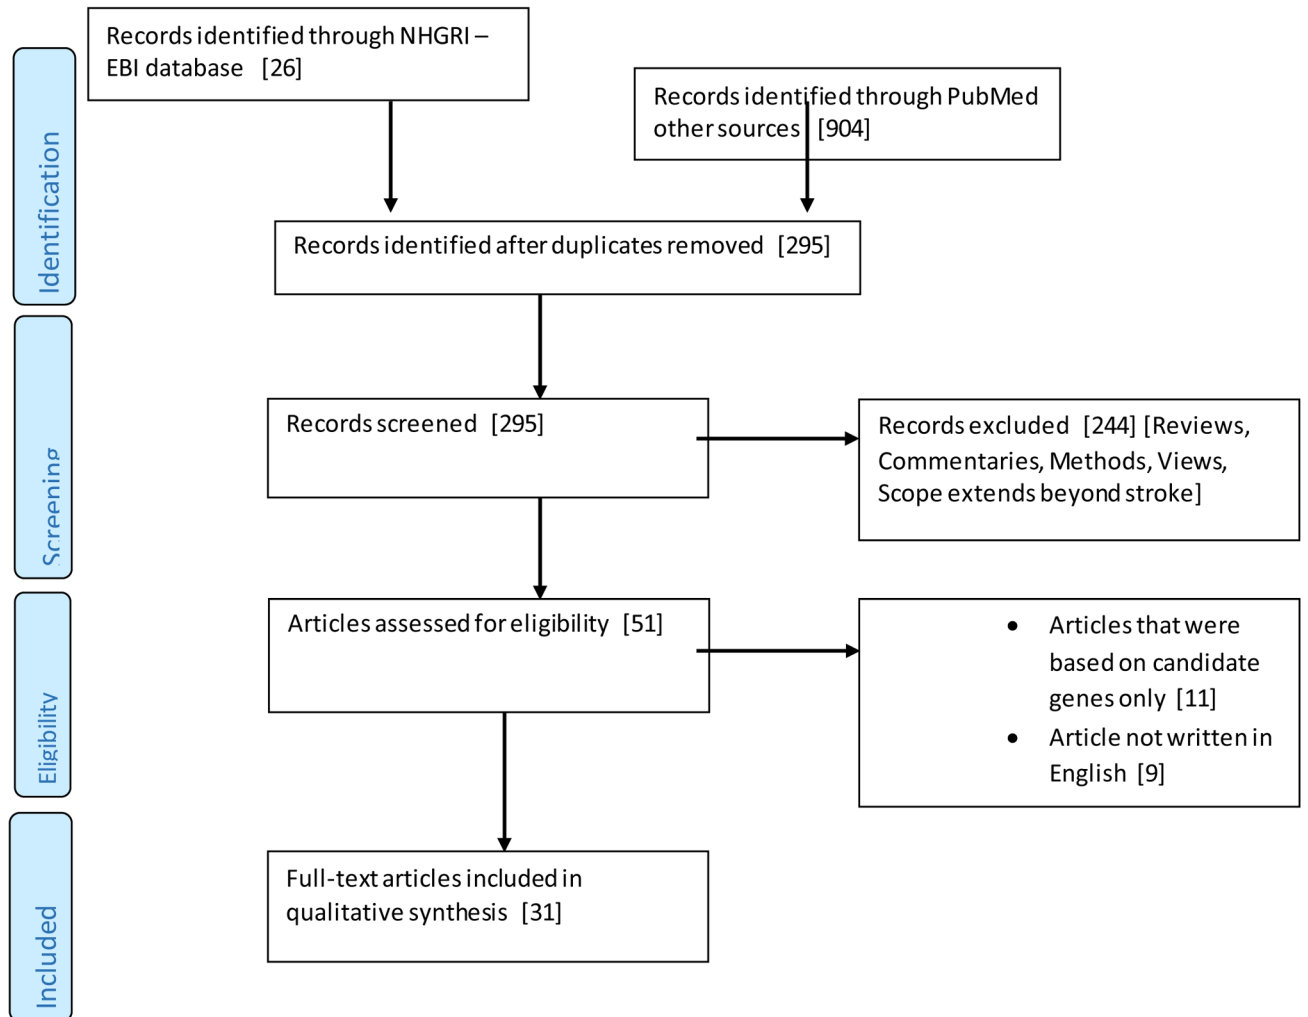 Records identified through NHGRI –
EBI database [26]
Records identified through PubMed
other sources [904]
Identification
Records identified after duplicates removed [295]
Screening
Records screened [295]
Records excluded [244] [Reviews,
Commentaries, Methods, Views,
Scope extends beyond stroke]
Eligibility
Articles assessed for eligibility [51]
• Articles that were
based on candidate
genes only [11]
• Article not written in
English [9]
Included
Full-text articles included in
qualitative synthesis [31]